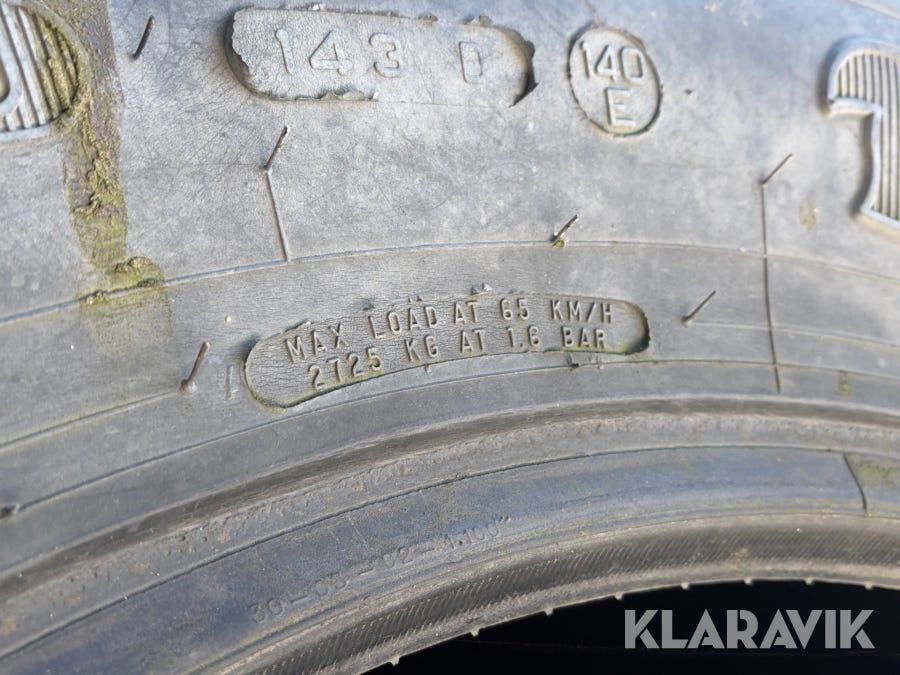 143 D
140
E
MAX LOAD AT 65 KM/H
2725 KG AT 1.6 BAR
KLARAVIK